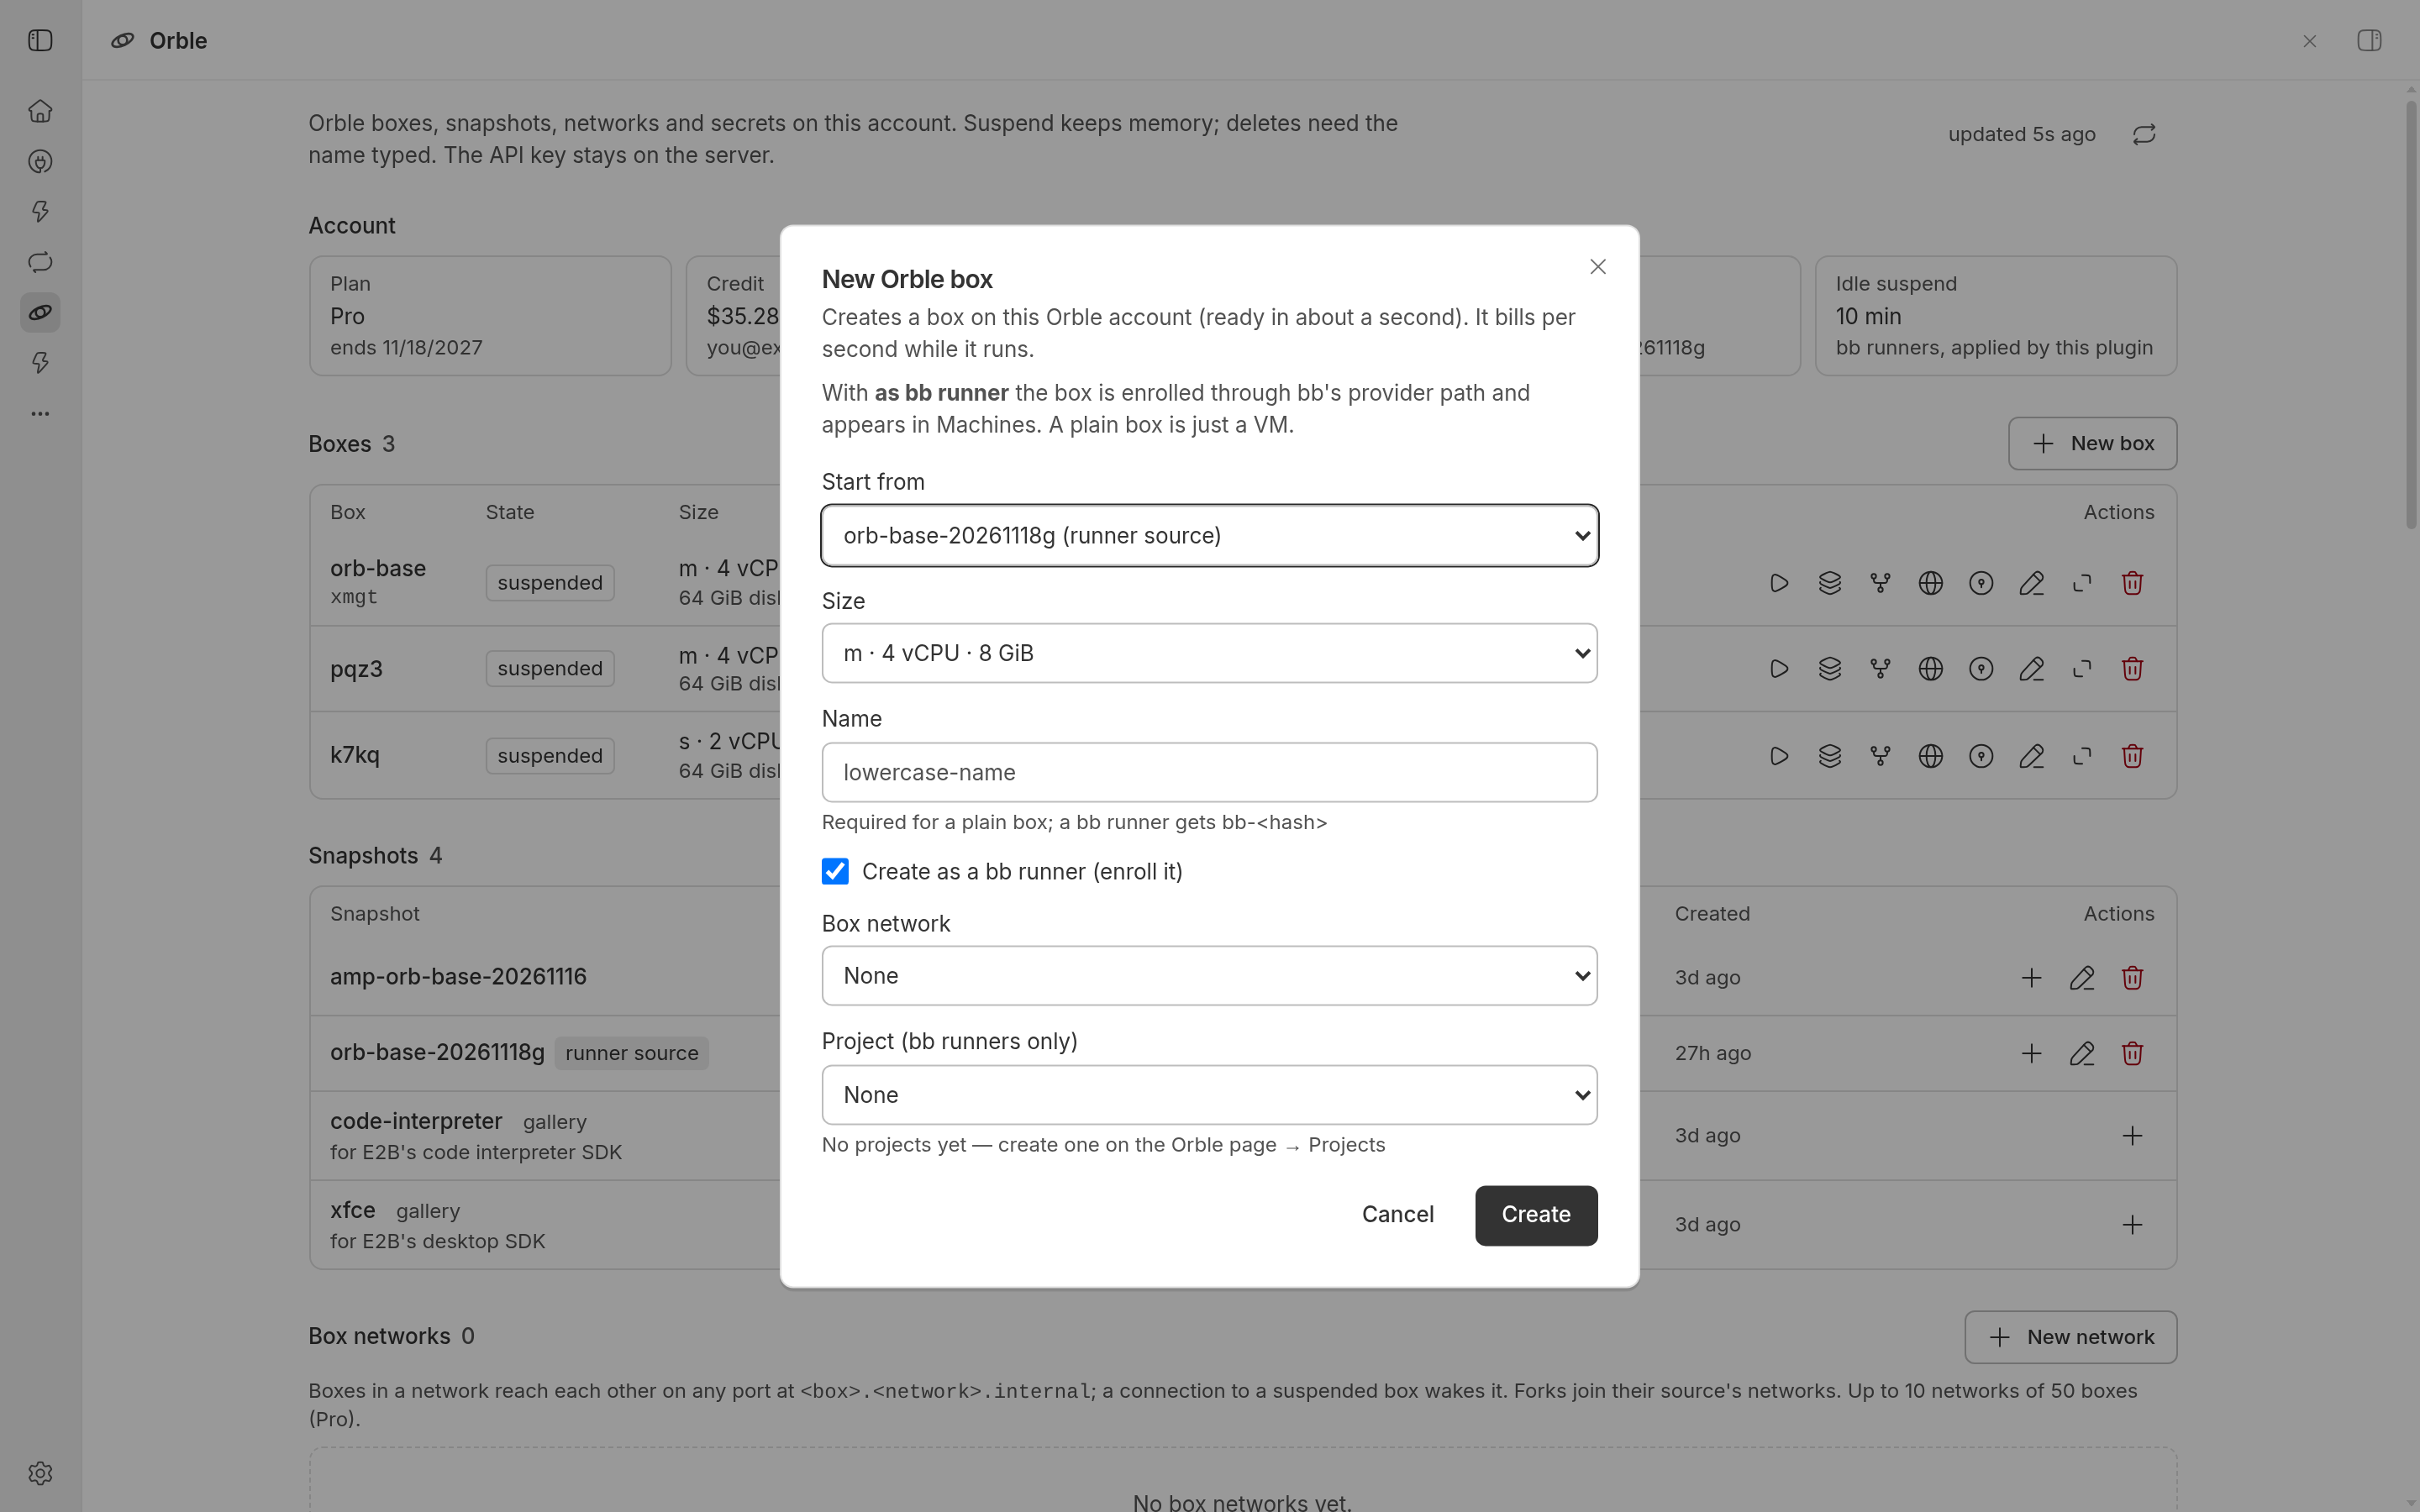 Orble
Orble boxes, snapshots, networks and secrets on this account. Suspend keeps memory; deletes need the
name typed. The API key stays on the server.
updated 5s ago
Account
Plan
Pro
ends 11/18/2027
Credit
$35.28
Idle suspend
10 min
bb runners, applied by this plugin
Boxes 3
New box
Box State Size Actions
orb-base
xmgt
suspended
m · 4
64 GiB
pqz3
suspended
m · 4
64 GiB
k7kq
suspended
s · 2
64 GiB
Snapshots 4
Snapshot Created Actions
amp-orb-base-20261116 3d ago
orb-base-20261118g runner source 27h ago
code-interpreter gallery
for E2B's code interpreter SDK
3d ago
xfce gallery
for E2B's desktop SDK
3d ago
Box networks 0
New network
Boxes in a network reach each other on any port at <box>.<network>.internal; a connection to a suspended box wakes it. Forks join their source's networks. Up to 10 networks of 50 boxes
(Pro).
No box networks yet.
New Orble box
Creates a box on this Orble account (ready in about a second). It bills per
second while it runs.
With as bb runner the box is enrolled through bb's provider path and
appears in Machines. A plain box is just a VM.
Start from
orb-base-20261118g (runner source)
Size
m · 4 vCPU · 8 GiB
Name
lowercase-name
Required for a plain box; a bb runner gets bb-<hash>
Create as a bb runner (enroll it)
Box network
None
Project (bb runners only)
None
No projects yet — create one on the Orble page → Projects
Cancel
Create